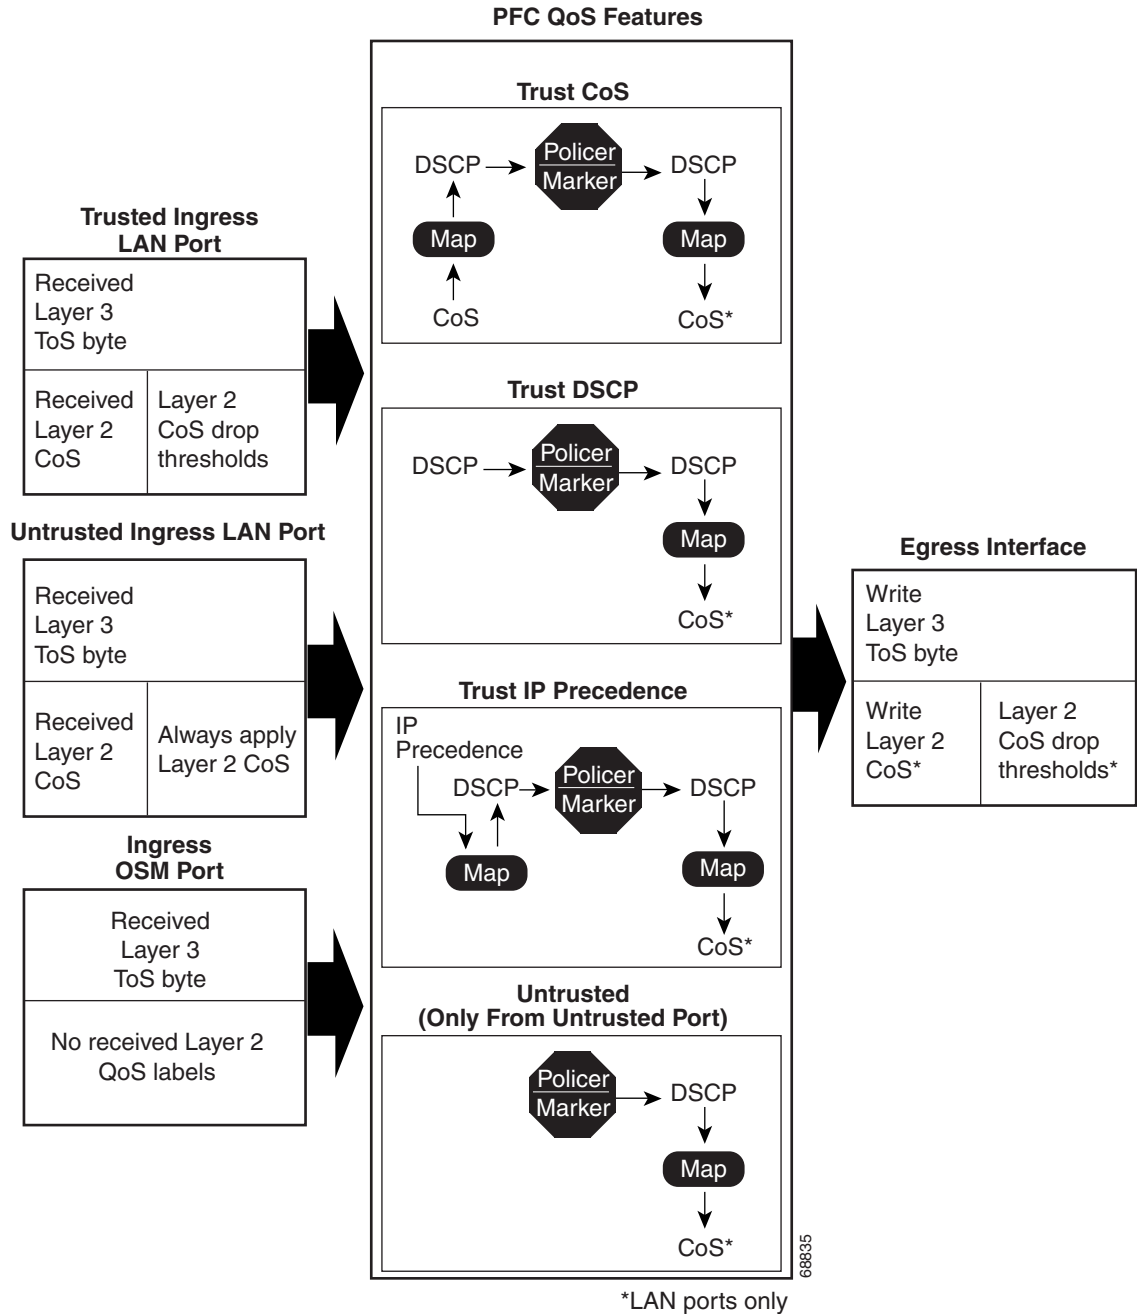 PFC QoS Features
Trust CoS
DSCP
Policer
Marker
DSCP
Map
Map
CoS
CoS*
Trusted Ingress
LAN Port
Received
Layer 3
ToS byte
Received
Layer 2
CoS
Layer 2
CoS drop
thresholds
Trust DSCP
DSCP
Policer
Marker
DSCP
Map
CoS*
Untrusted Ingress LAN Port
Received
Layer 3
ToS byte
Received
Layer 2
CoS
Always apply
Layer 2 CoS
Trust IP Precedence
IP
Precedence
DSCP
Policer
Marker
DSCP
Map
Map
CoS*
Egress Interface
Write
Layer 3
ToS byte
Write
Layer 2
CoS*
Layer 2
CoS drop
thresholds*
Ingress
OSM Port
Received
Layer 3
ToS byte
No received Layer 2
QoS labels
Untrusted
(Only From Untrusted Port)
Policer
Marker
DSCP
Map
CoS*
68835
*LAN ports only